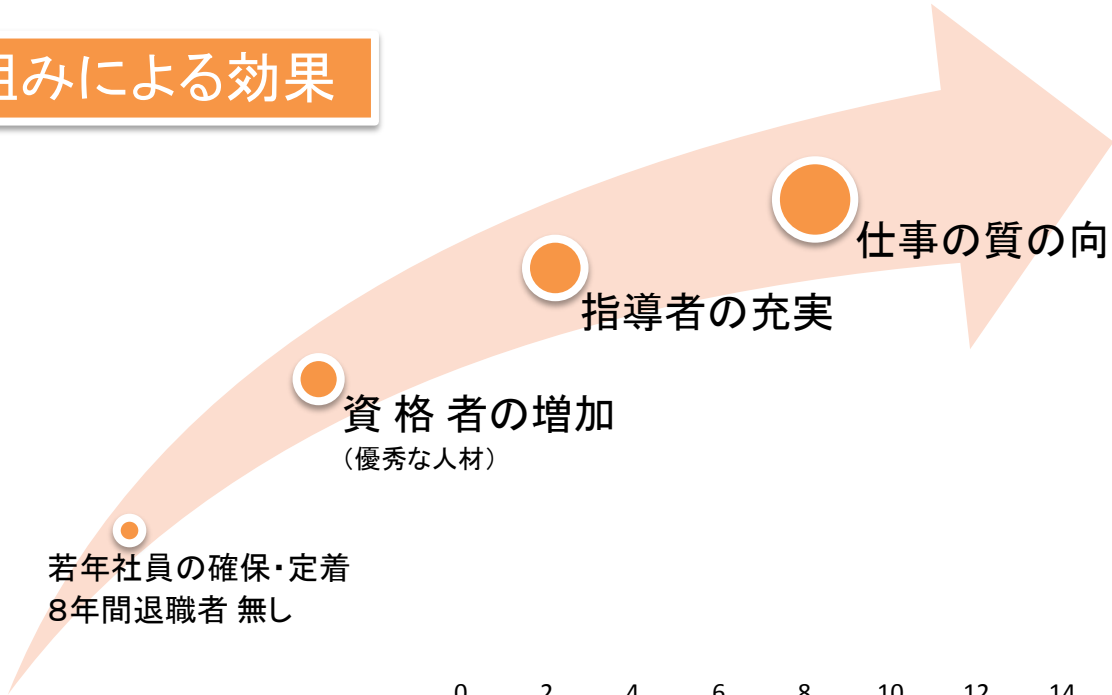 組みによる効果
仕事の質の向
指導者の充実
資 格 者の増加
（優秀な人材）
若年社員の確保・定着
８年間退職者 無し
0 2 4 6 8 10 12 14